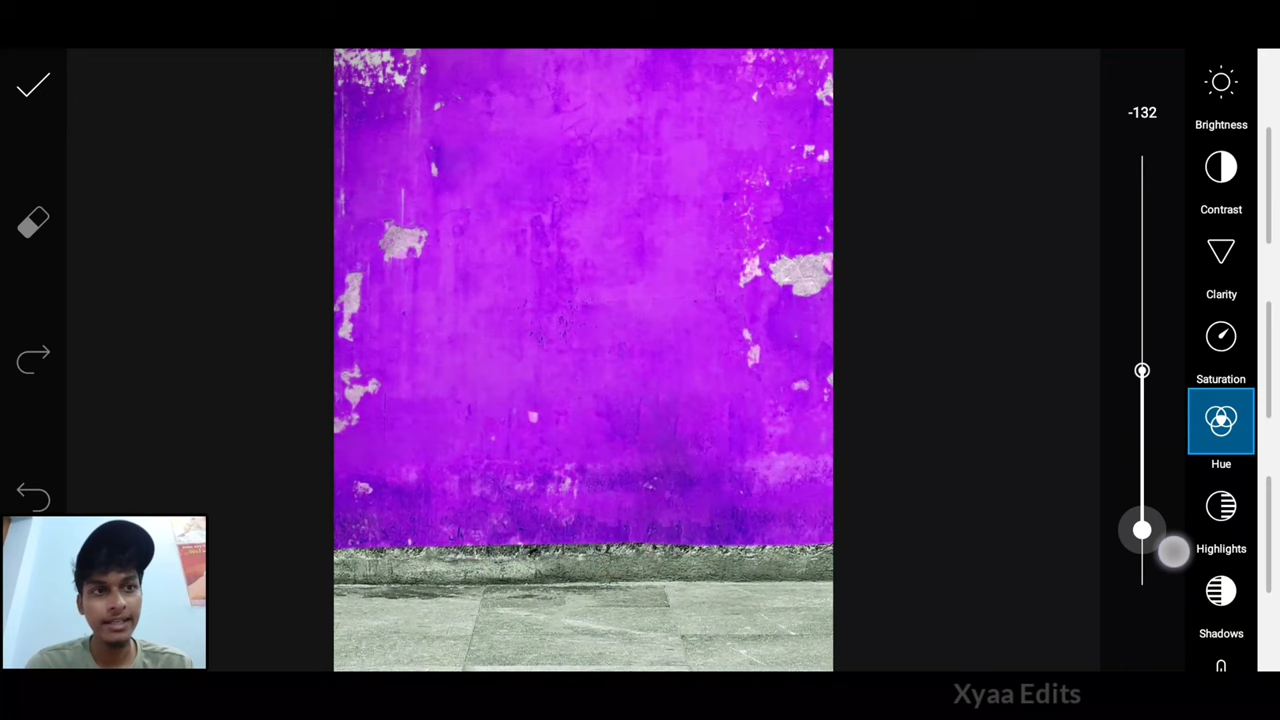 -132
Brightness
Contrast
Clarity
Saturation
Hue
Highlights
Shadows
Xyaa Edits